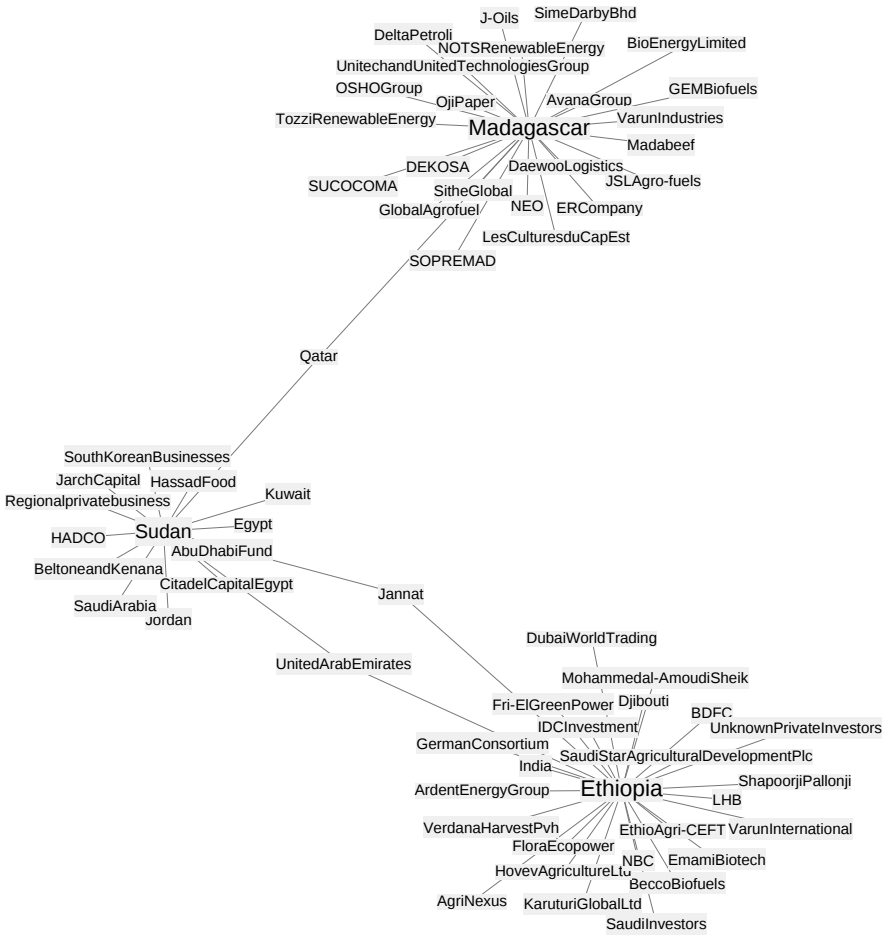 SimeDarbyBhd
J-Oils
DeltaPetroli
NOTSRenewableEnergy
BioEnergyLimited
UnitechandUnitedTechnologiesGroup
OSHOGroup
GEMBiofuels
OjiPaper
AvanaGroup
TozziRenewableEnergy
VarunIndustries
Madagascar
Madabeef
DEKOSA
DaewooLogistics
SUCOCOMA
JSLAgro-fuels
SitheGlobal
GlobalAgrofuel
NEO
ERCompany
LesCulturesduCapEst
SOPREMAD
Qatar
SouthKoreanBusinesses
JarchCapital
HassadFood
Regionalprivatebusiness
Kuwait
Sudan
Egypt
HADCO
AbuDhabiFund
BeltoneandKenana
CitadelCapitalEgypt
SaudiArabia
Jordan
Jannat
UnitedArabEmirates
DubaiWorldTrading
Mohammedal-AmoudiSheik
Fri-ElGreenPower
Djibouti
BDFC
IDCInvestment
UnknownPrivateInvestors
GermanConsortium
SaudiStarAgriculturalDevelopmentPlc
India
ShapoorjiPallonji
ArdentEnergyGroup
Ethiopia
LHB
VerdanaHarvestPvh
EthioAgri-CEFT
VarunInternational
FloraEcopower
NBC
EmamiBiotech
HovevAgricultureLtd
BeccoBiofuels
AgriNexus
KaruturiGlobalLtd
SaudiInvestors